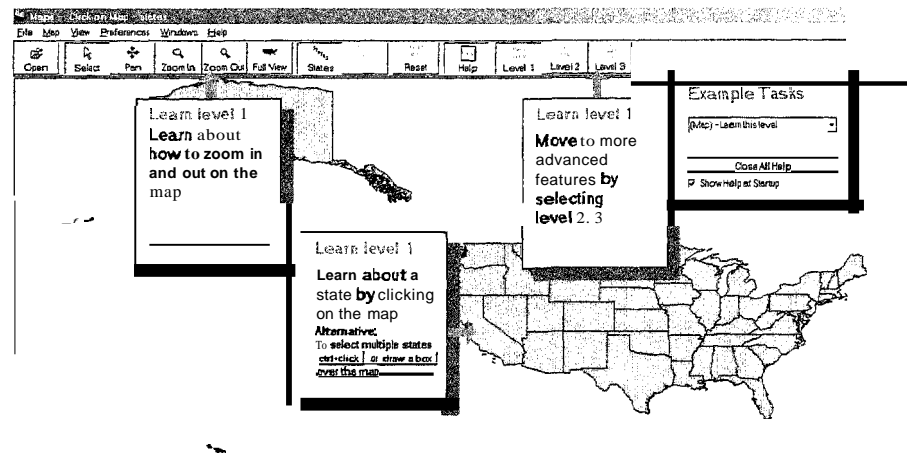 Maps - Click on Map - States
File Map View Preferences Windows Help
Open Select Pan Zoom In Zoom Out Full View States Reset Help Level 1 Level 2 Level 3
Learn level 1
Learn about
how to zoom in
and out on the
map
Learn level 1
Move to more
advanced
features by
selecting
level 2. 3
Example Tasks
(Map) - Learn this level
Close All Help
Show Help at Startup
Learn level 1
Learn about a
state by clicking
on the map
Alternative:
To select multiple states
ctrl-click or draw a box
over the map